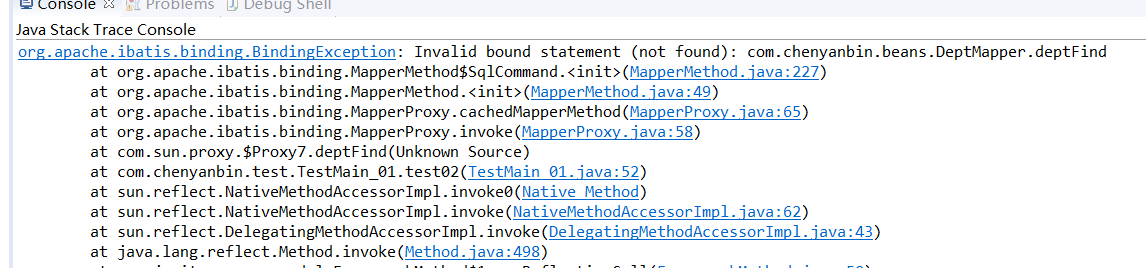 Console Problems Debug Shell
Java Stack Trace Console
org.apache.ibatis.binding.BindingException: Invalid bound statement (not found): com.chenyanbin.beans.DeptMapper.deptFind
at org.apache.ibatis.binding.MapperMethod$SqlCommand.<init>(MapperMethod.java:227)
at org.apache.ibatis.binding.MapperMethod.<init>(MapperMethod.java:49)
at org.apache.ibatis.binding.MapperProxy.cachedMapperMethod(MapperProxy.java:65)
at org.apache.ibatis.binding.MapperProxy.invoke(MapperProxy.java:58)
at com.sun.proxy.$Proxy7.deptFind(Unknown Source)
at com.chenyanbin.test.TestMain_01.test02(TestMain_01.java:52)
at sun.reflect.NativeMethodAccessorImpl.invoke0(Native Method)
at sun.reflect.NativeMethodAccessorImpl.invoke(NativeMethodAccessorImpl.java:62)
at sun.reflect.DelegatingMethodAccessorImpl.invoke(DelegatingMethodAccessorImpl.java:43)
at java.lang.reflect.Method.invoke(Method.java:498)